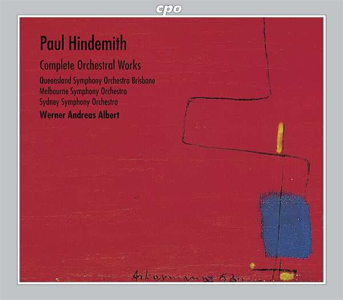 cpo
Paul Hindemith
Complete Orchestral Works
Queensland Symphony Orchestra Brisbane
Melbourne Symphony Orchestra
Sydney Symphony Orchestra
Werner Andreas Albert